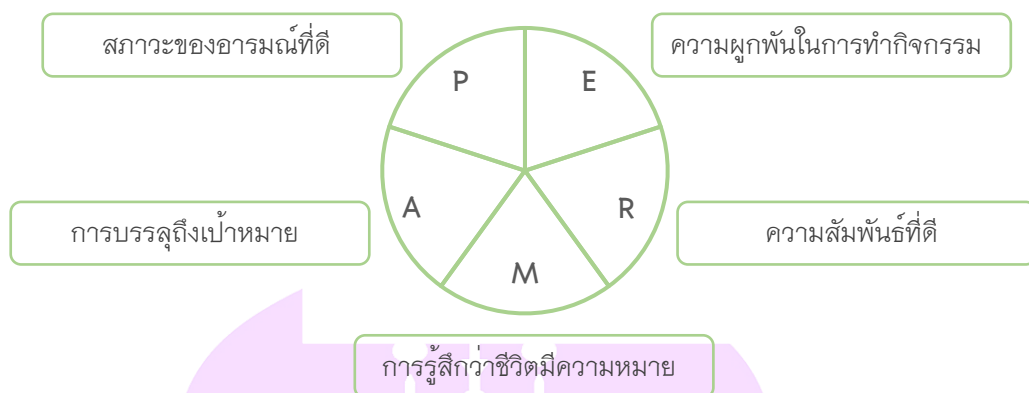 สภาวะของอารมณ์ที่ดี
ความผูกพันในการทำกิจกรรม
P
E
A
R
การบรรลุถึงเป้าหมาย
ความสัมพันธ์ที่ดี
M
การรู้สึกว่าชีวิตมีความหมาย